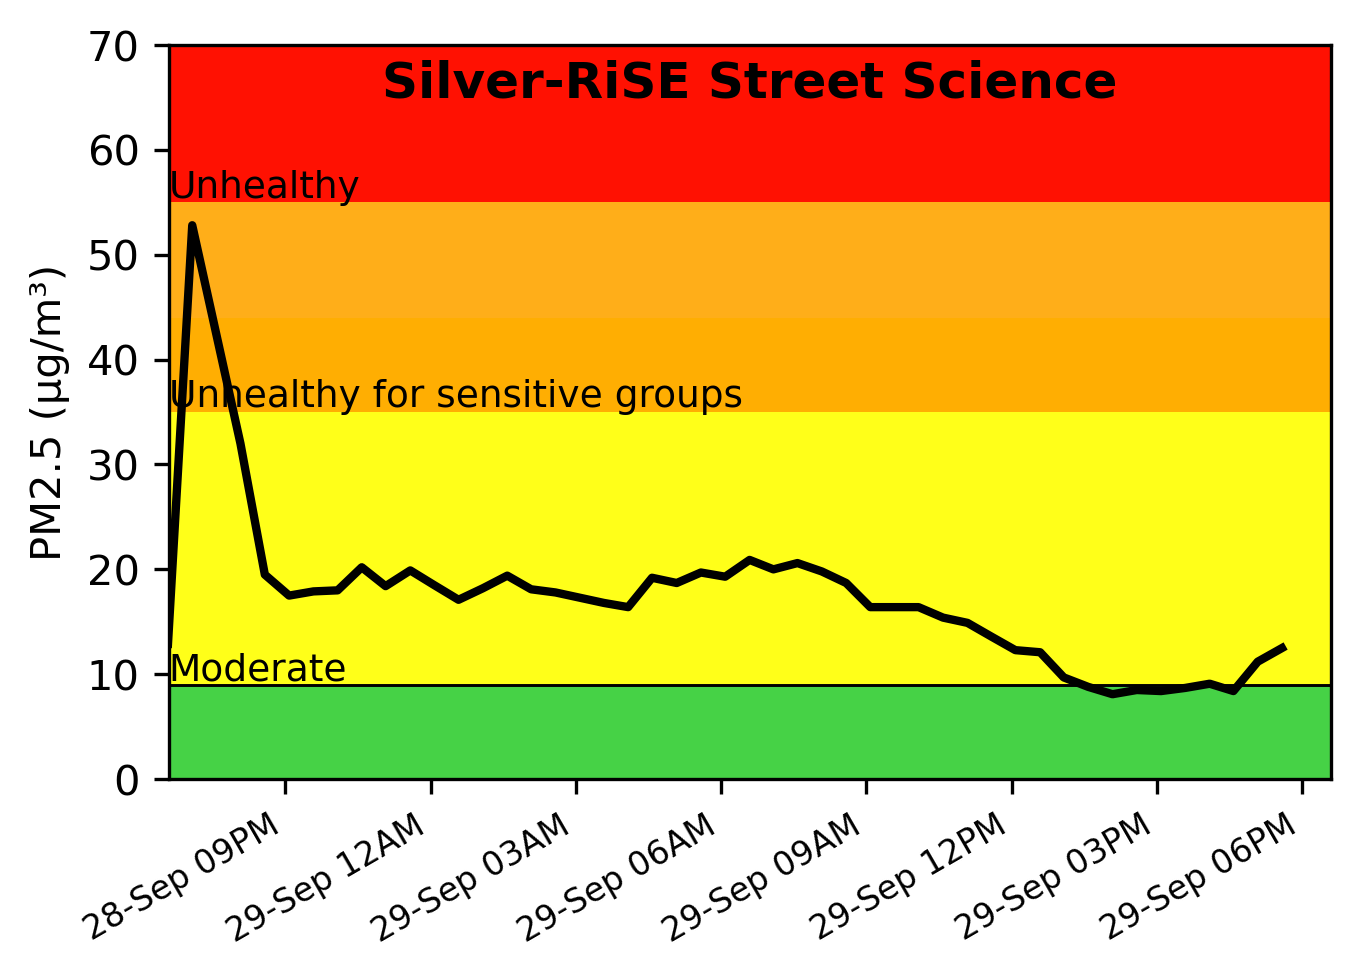 Silver-RiSE Street Science
70
60
50
40
30
20
10
0
PM2.5 (µg/m³)
Unhealthy
Unhealthy for sensitive groups
Moderate
28-Sep 09PM
29-Sep 12AM
29-Sep 03AM
29-Sep 06AM
29-Sep 09AM
29-Sep 12PM
29-Sep 03PM
29-Sep 06PM